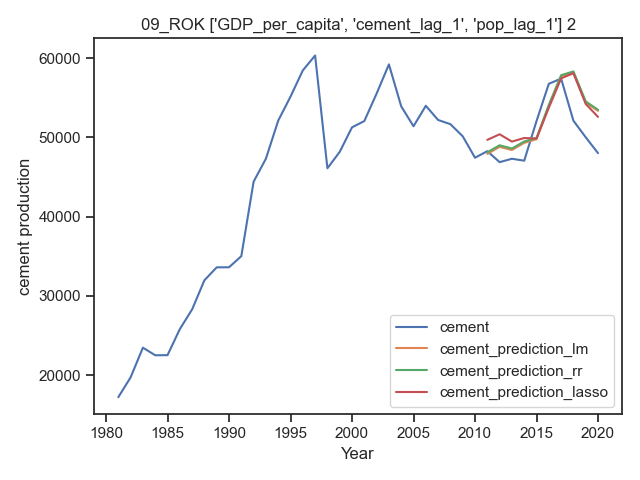 09_ROK ['GDP_per_capita', 'cement_lag_1', 'pop_lag_1'] 2
60000
50000
40000
30000
20000
cement production
1980 1985 1990 1995 2000 2005 2010 2015 2020
Year
cement
cement_prediction_lm
cement_prediction_rr
cement_prediction_lasso